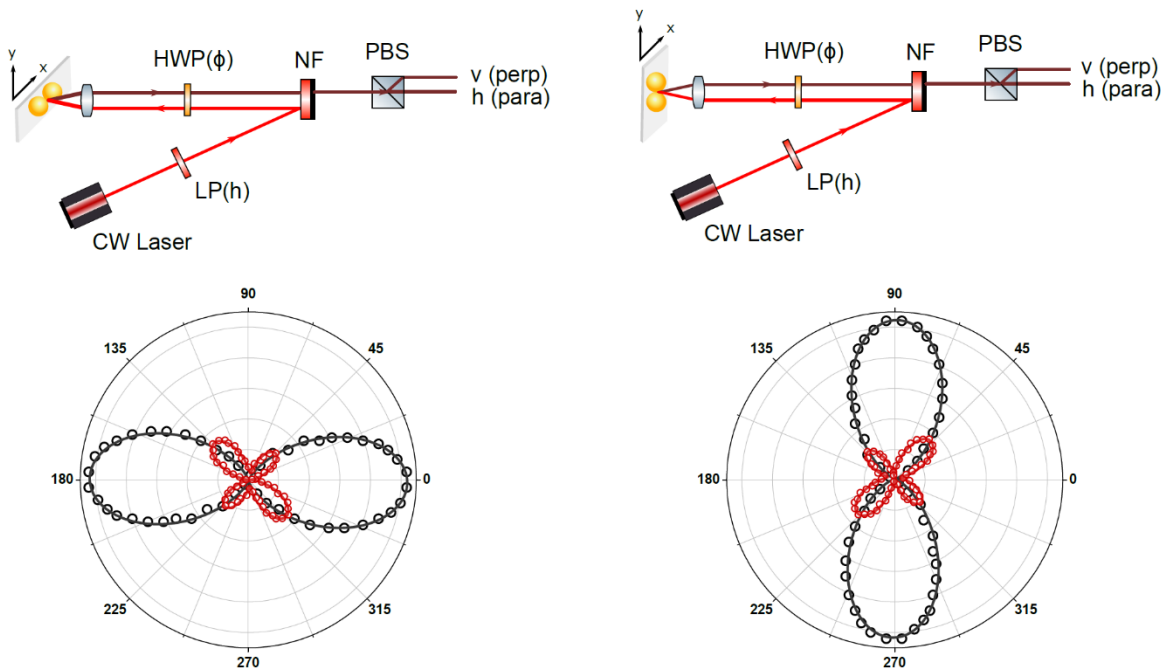 y
x
HWP(ϕ)
NF
PBS
v (perp)
h (para)
LP(h)
CW Laser
y
x
HWP(ϕ)
NF
PBS
v (perp)
h (para)
LP(h)
CW Laser
90
135
45
180
0
225
315
270
90
135
45
180
0
225
315
270